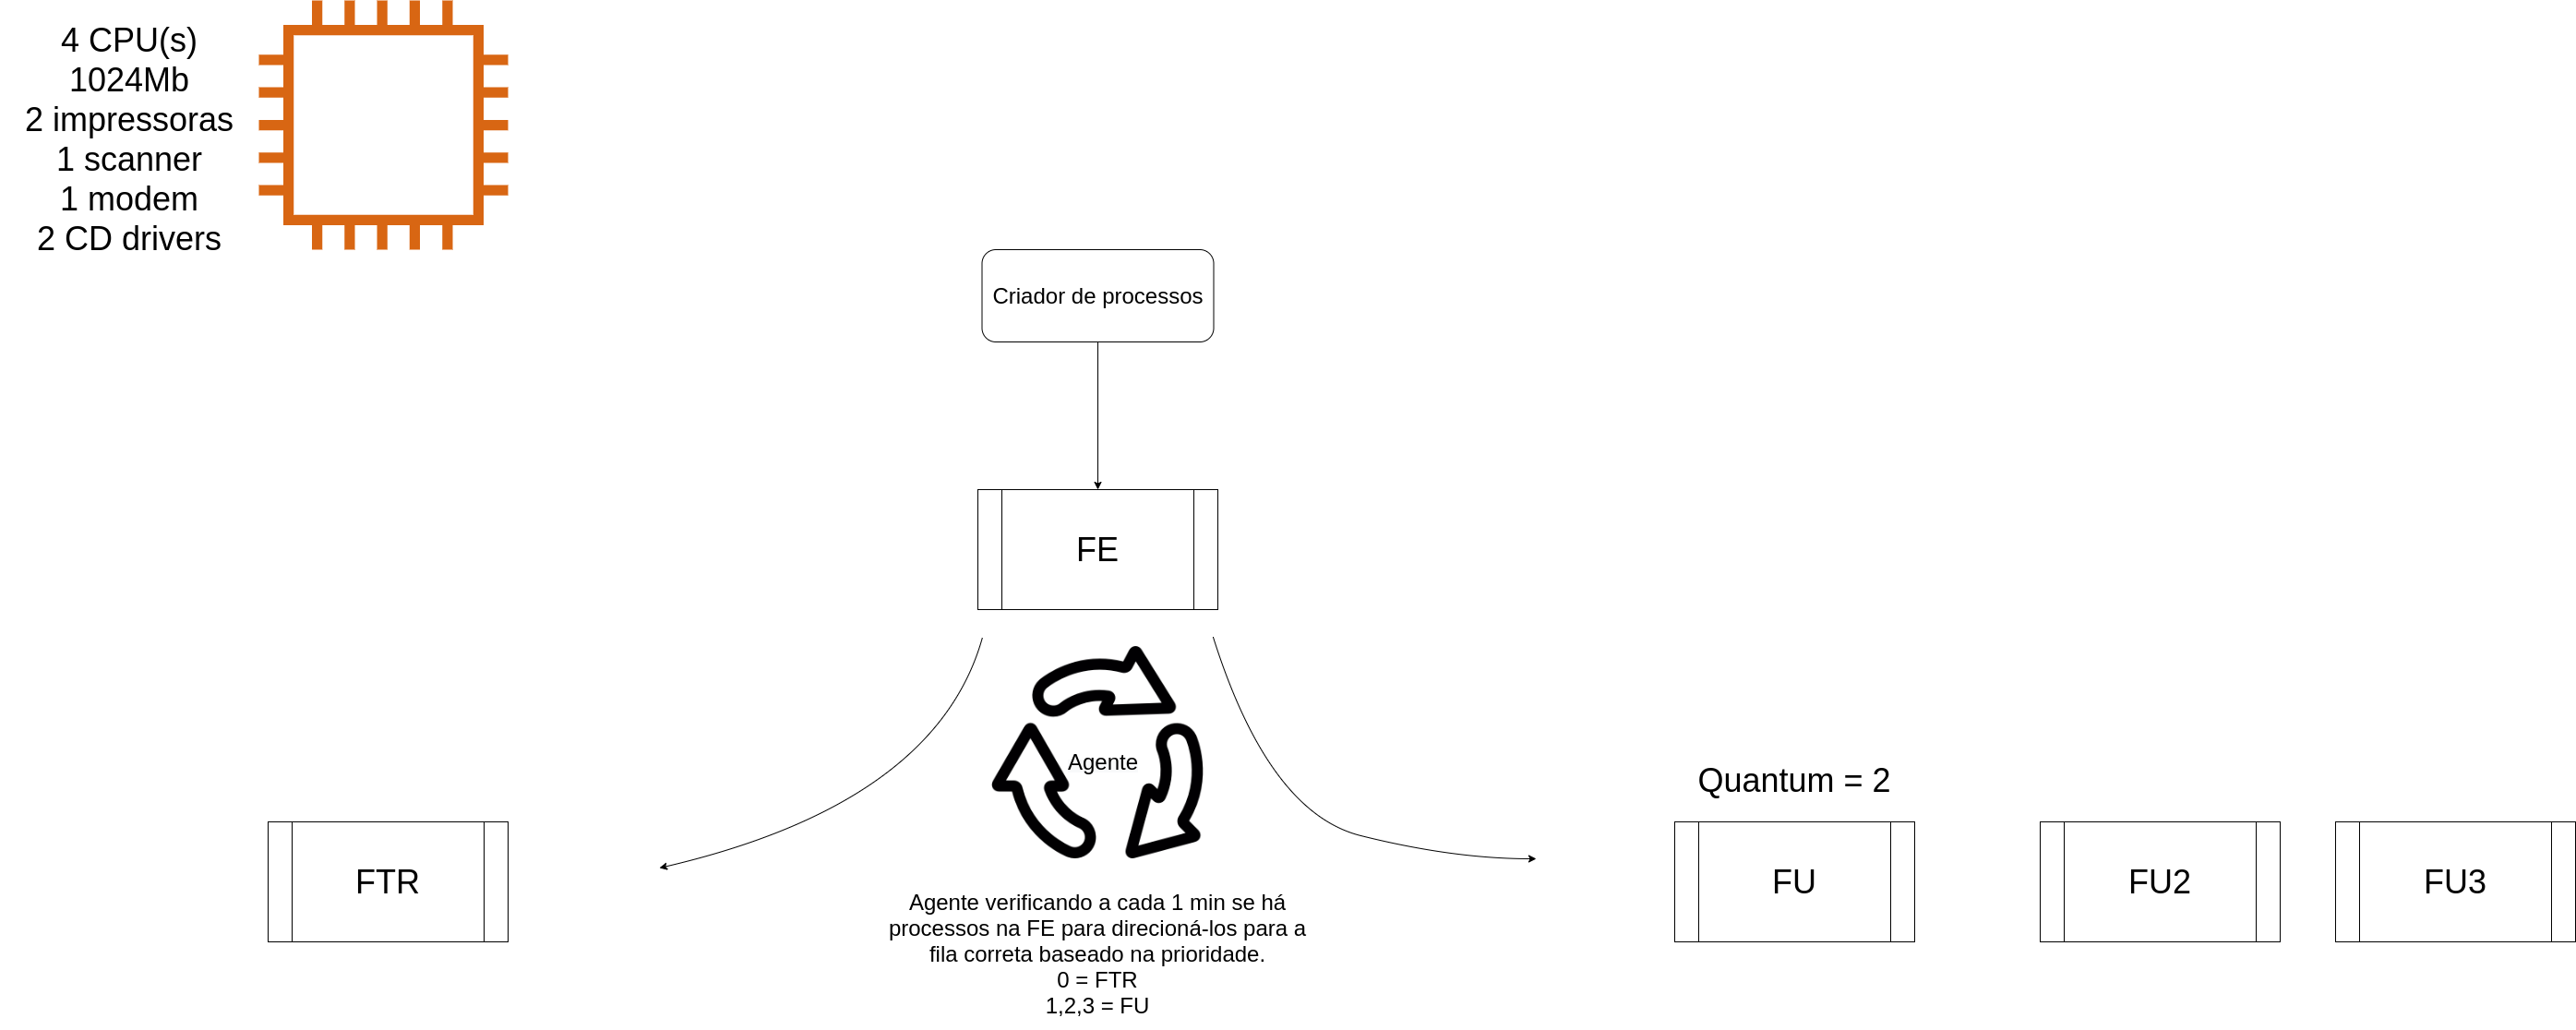 4 CPU(s)
1024Mb
2 impressoras
1 scanner
1 modem
2 CD drivers
Criador de processos
FE
Agente
Agente verificando a cada 1 min se há
processos na FE para direcioná-los para a
fila correta baseado na prioridade.
0 = FTR
1,2,3 = FU
FTR
Quantum = 2
FU
FU2
FU3